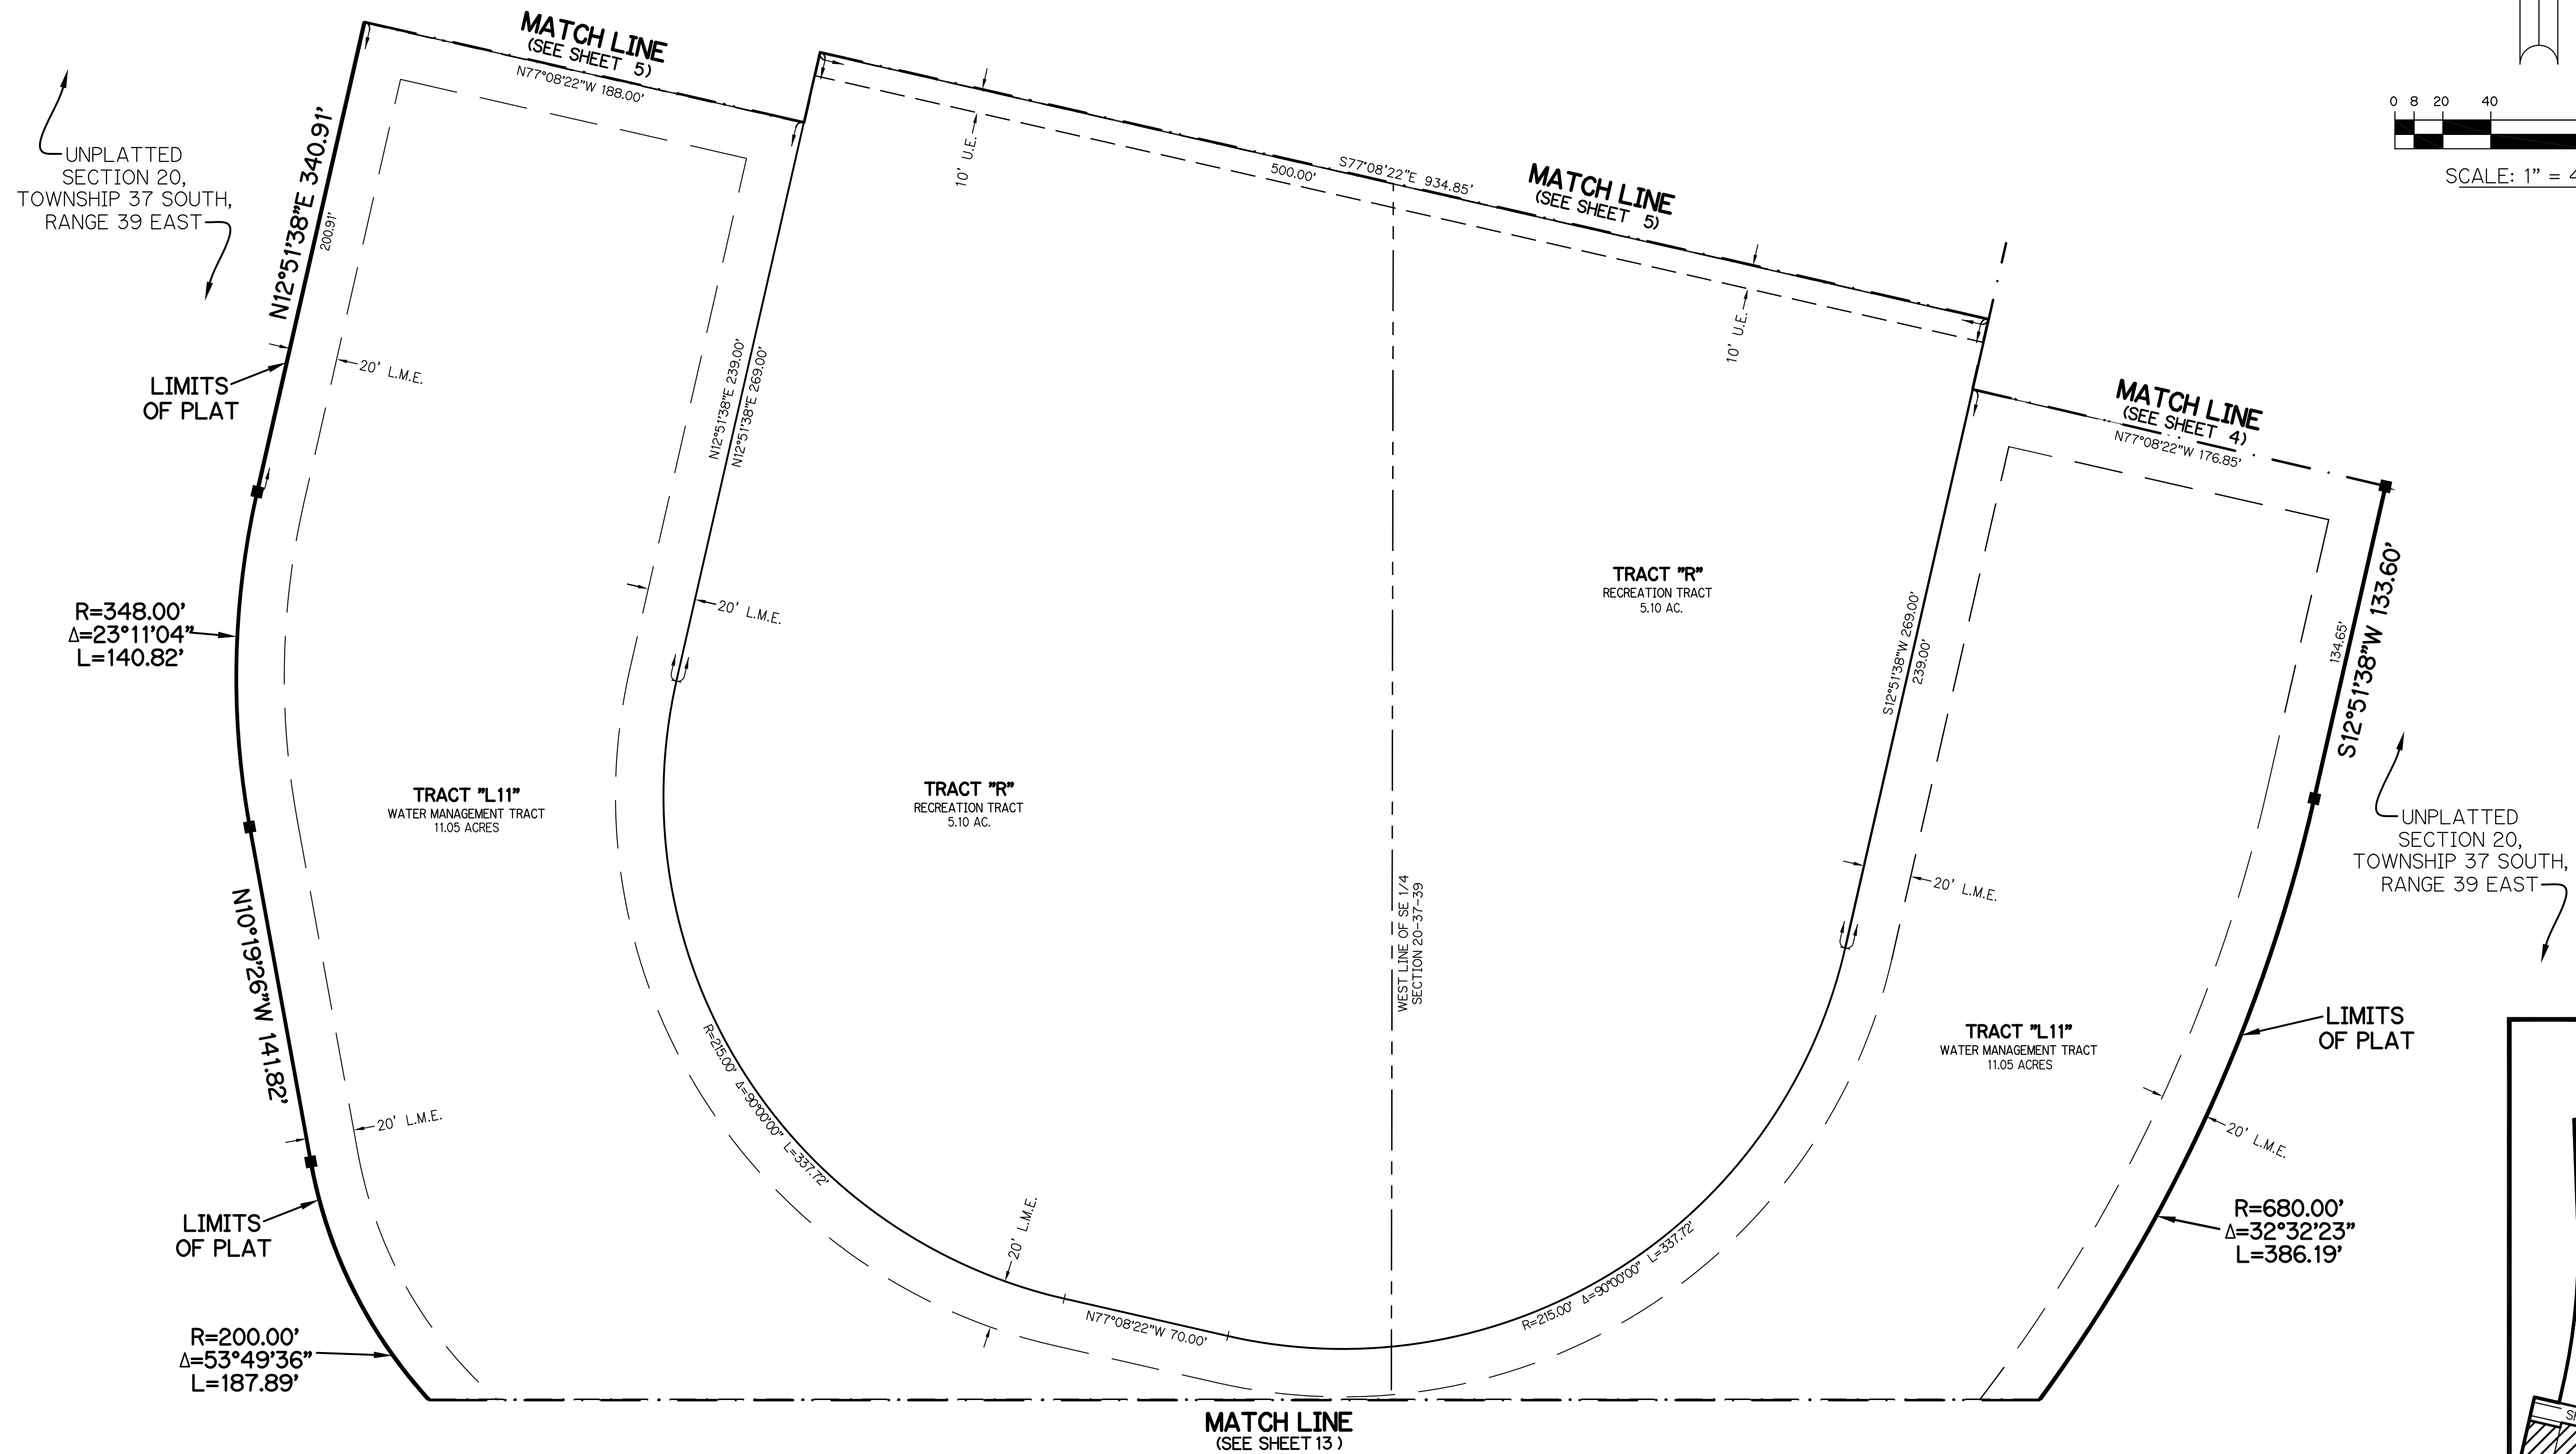 MATCH LINE
(SEE SHEET 5)
N77°08'22"W 188.00'
UNPLATTED
SECTION 20,
TOWNSHIP 37 SOUTH,
RANGE 39 EAST
N12°51'38"E 340.91'
200.91'
LIMITS
OF PLAT
20' L.M.E.
10' U.E.
500.00'
S77°08'22"E 934.85'
MATCH LINE
(SEE SHEET 5)
10' U.E.
0 8 20 40
SCALE: 1" = 4
N12°51'38"E 239.00'
N12°51'38"E 269.00'
MATCH LINE
(SEE SHEET 4)
N77°08'22"W 176.85'
R=348.00'
Δ=23°11'04"
L=140.82'
20' L.M.E.
TRACT "R"
RECREATION TRACT
5.10 AC.
S12°51'38"W 269.00'
239.00'
134.65'
S12°51'38"W 133.60'
TRACT "L11"
WATER MANAGEMENT TRACT
11.05 ACRES
TRACT "R"
RECREATION TRACT
5.10 AC.
UNPLATTED
SECTION 20,
TOWNSHIP 37 SOUTH,
RANGE 39 EAST
WEST LINE OF SE 1/4
SECTION 20-37-39
20' L.M.E.
N10°19'26"W 141.82'
20' L.M.E.
TRACT "L11"
WATER MANAGEMENT TRACT
11.05 ACRES
LIMITS
OF PLAT
R=215.00' Δ=90°00'00" L=337.72'
20' L.M.E.
20' L.M.E.
LIMITS
OF PLAT
R=680.00'
Δ=32°32'23"
L=386.19'
R=200.00'
Δ=53°49'36"
L=187.89'
N77°08'22"W 70.00'
R=215.00' Δ=90°00'00" L=337.72'
MATCH LINE
(SEE SHEET 13)